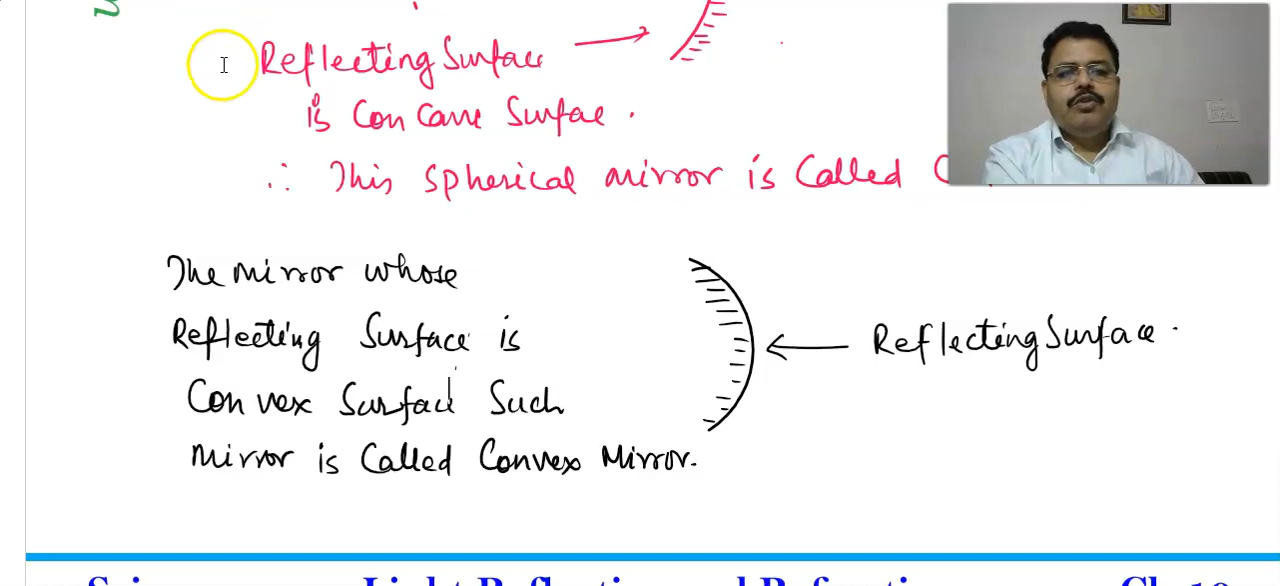 Reflecting Surface
is Concave Surface .
∴ This spherical mirror is Called
The mirror whose
Reflecting Surface is
Convex Surface Such
mirror is Called Convex Mirror.
Reflecting Surface .